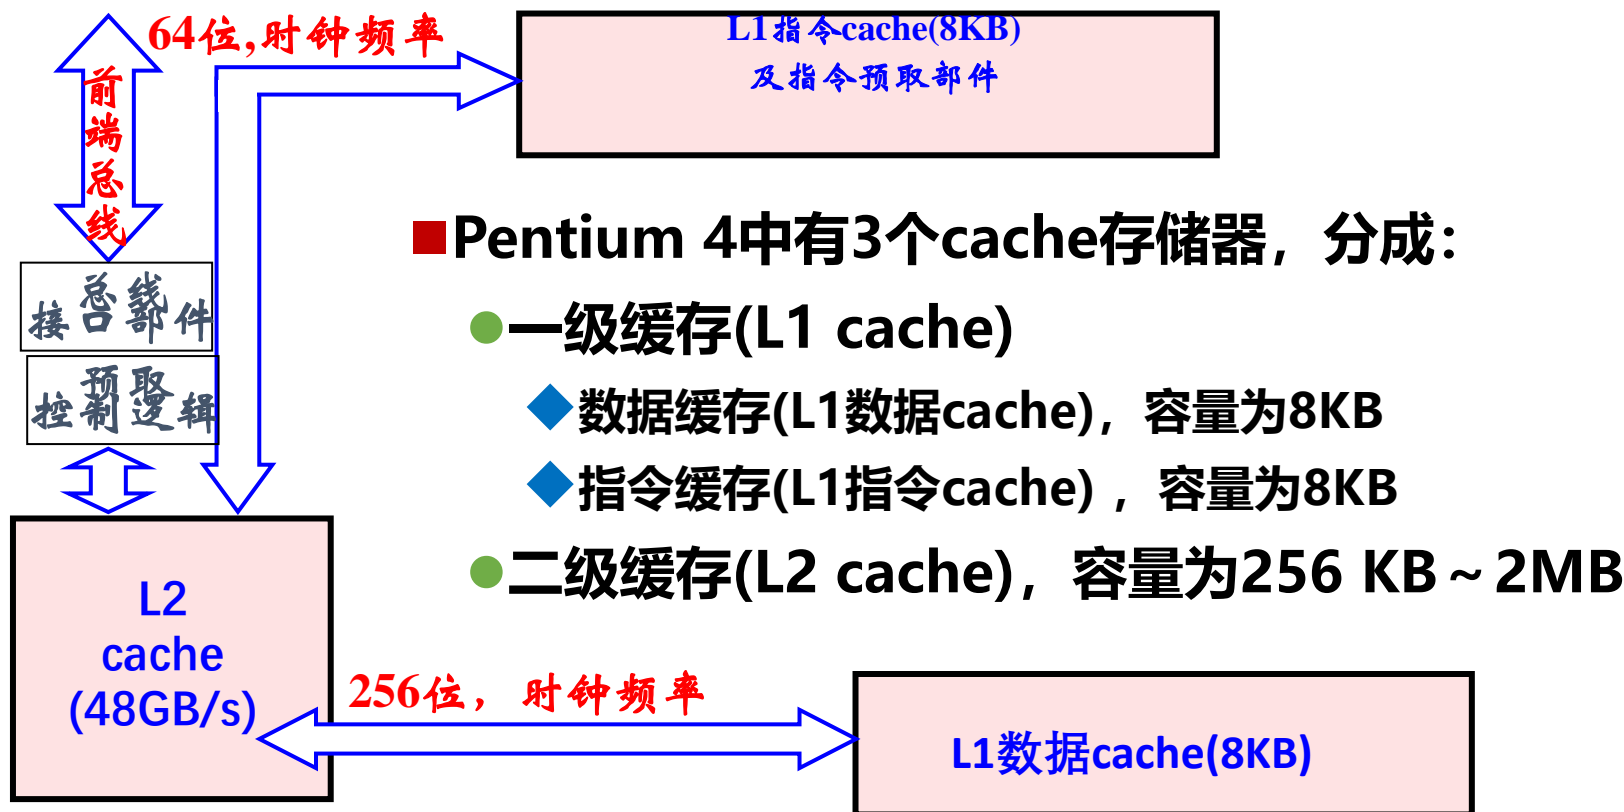 64位,时钟频率
L1指令cache(8KB)
及指令预取部件
前
端
总
线
■Pentium 4中有3个cache存储器，分成：
总线
接口部件
●一级缓存(L1 cache)
预取
控制逻辑
◆数据缓存(L1数据cache)，容量为8KB
◆指令缓存(L1指令cache) ，容量为8KB
●二级缓存(L2 cache)，容量为256 KB～2MB
L2
cache
(48GB/s)
256位，时钟频率
L1数据cache(8KB)